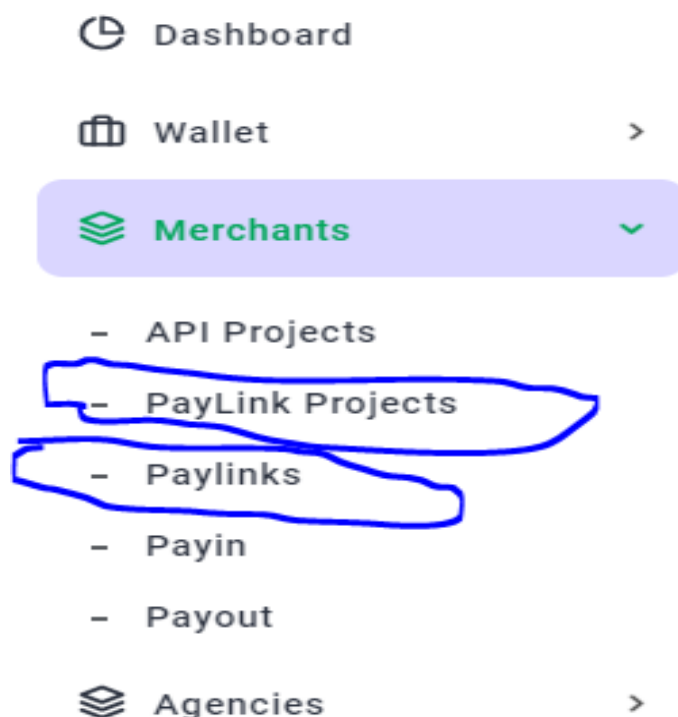 Dashboard
Wallet
Merchants
API Projects
PayLink Projects
Paylinks
Payin
Payout
Agencies